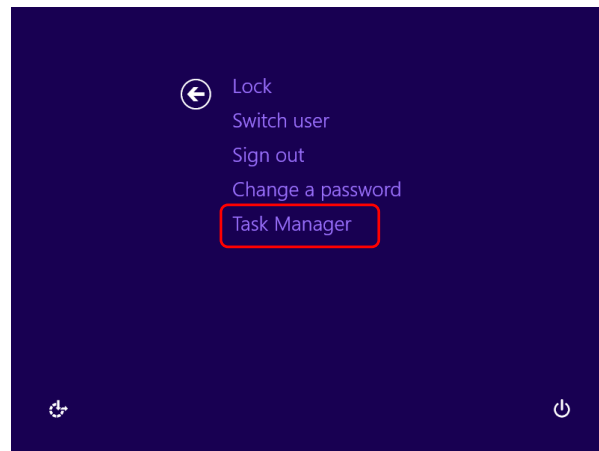 Lock
Switch user
Sign out
Change a password
Task Manager